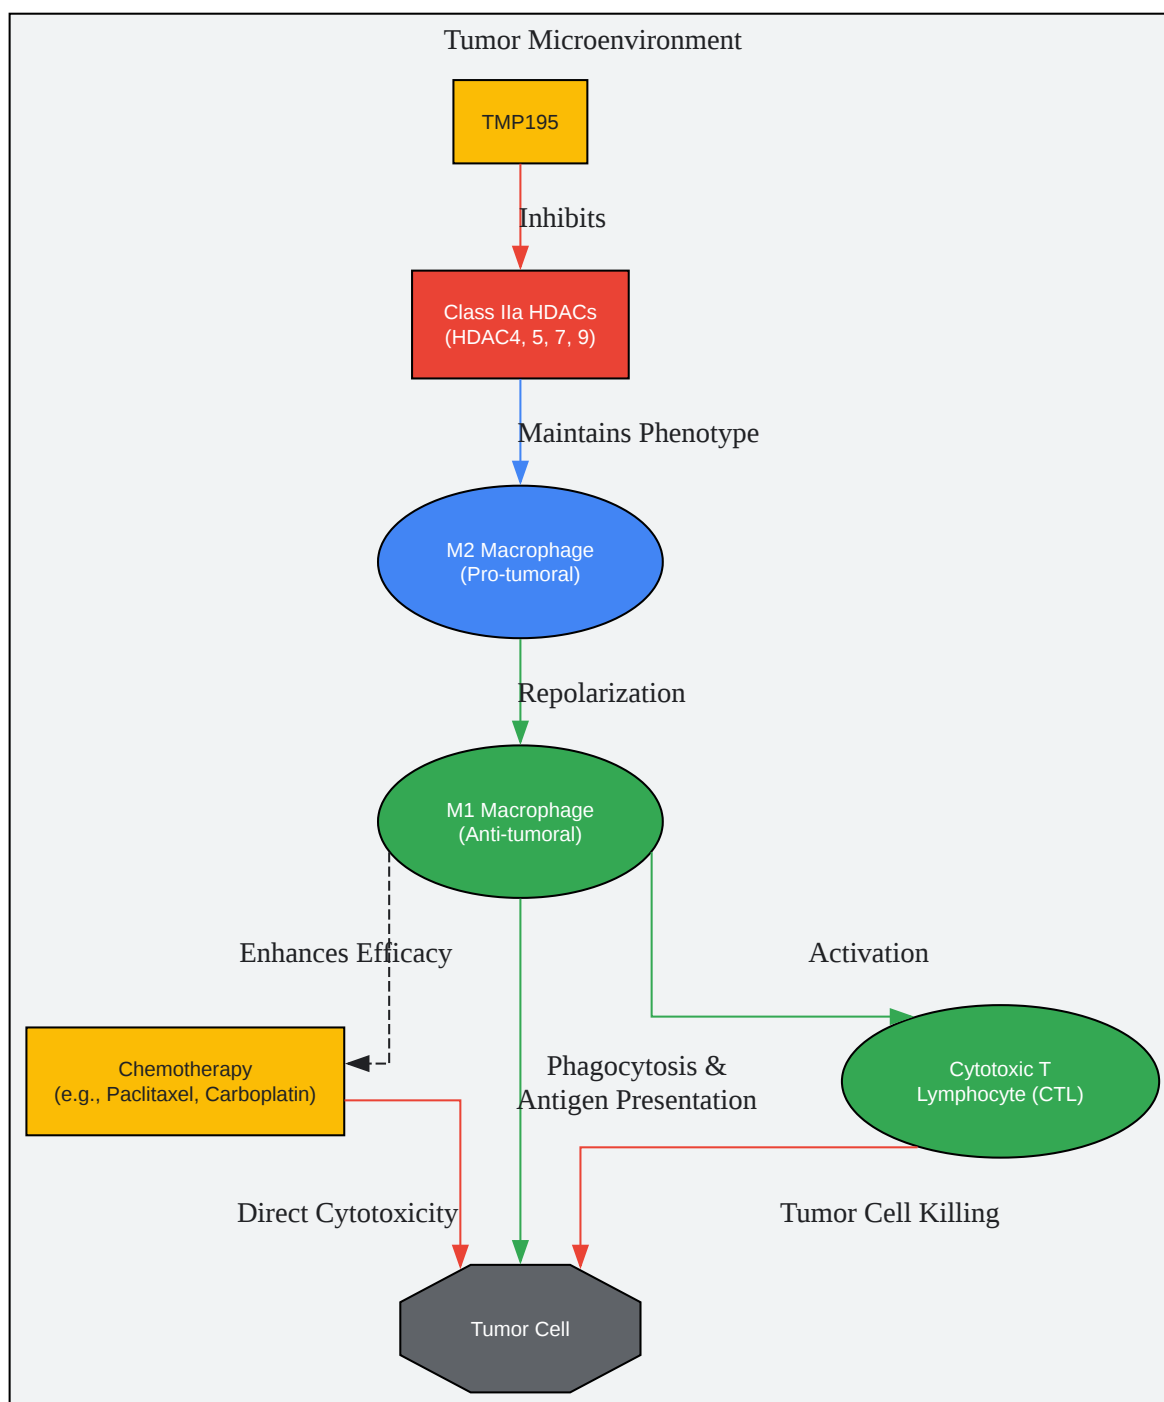 Tumor Microenvironment
TMP195
Inhibits
Class IIa HDACs
(HDAC4, 5, 7, 9)
Maintains Phenotype
M2 Macrophage
(Pro-tumoral)
Repolarization
M1 Macrophage
(Anti-tumoral)
Enhances Efficacy
Activation
Chemotherapy
(e.g., Paclitaxel, Carboplatin)
Phagocytosis &
Antigen Presentation
Cytotoxic T
Lymphocyte (CTL)
Direct Cytotoxicity
Tumor Cell Killing
Tumor Cell